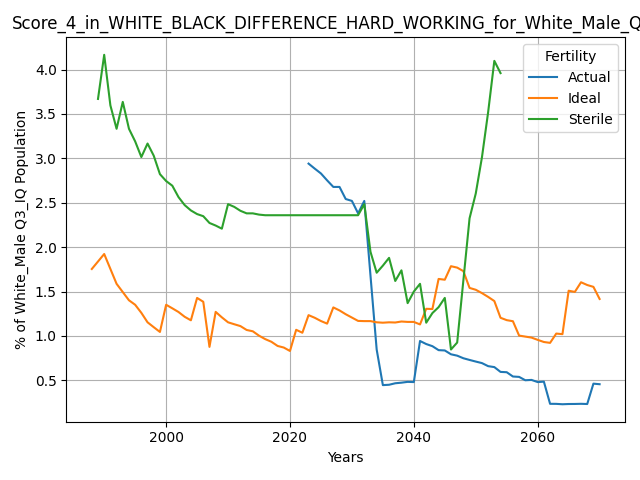 Score_4_in_WHITE_BLACK_DIFFERENCE_HARD_WORKING_for_White_Male_Q
Fertility
Actual
Ideal
Sterile
% of White_Male Q3_IQ Population
4.0
3.5
3.0
2.5
2.0
1.5
1.0
0.5
2000
2020
2040
2060
Years